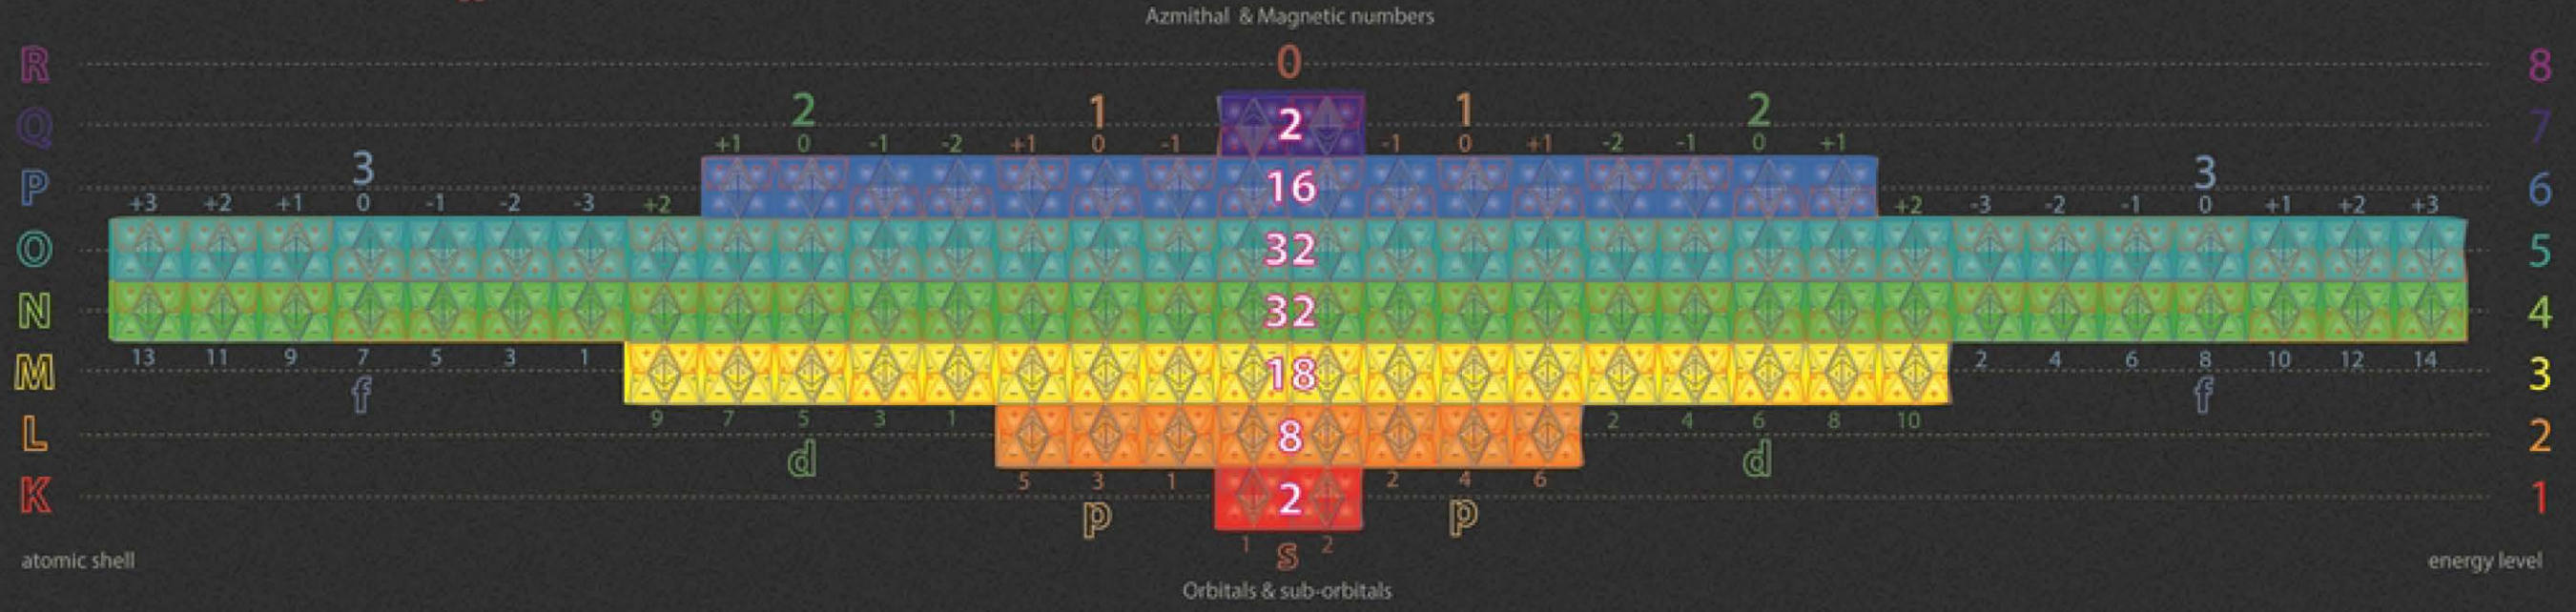 Azmithal & Magnetic numbers
R 0 8
Q 2 1 2 1 2 7
+1 0 -1 -2 +1 0 -1 -1 0 +1 -2 -1 0 +1
P 3 16 3 6
+3 +2 +1 0 -1 -2 -3 +2 +2 -3 -2 -1 0 +1 +2 +3
O 32 5
N 32 4
13 11 9 7 5 3 1 2 4 6 8 10 12 14
M 18 3
f f
9 7 5 3 1 2 4 6 8 10
L 8 2
d d
5 3 1 2 4 6
K 2 1
p p
1 s 2
atomic shell energy level
Orbitals & sub-orbitals